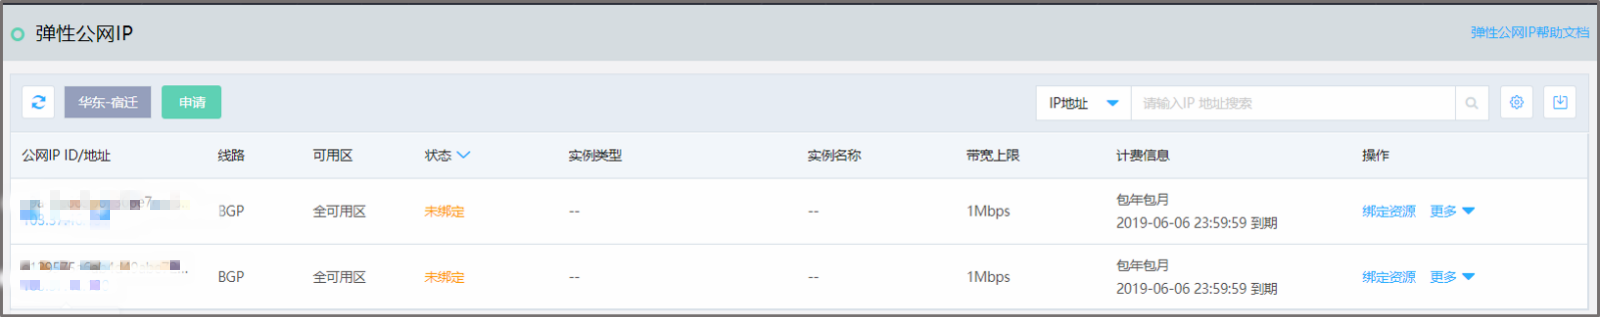 弹性公网IP
弹性公网IP帮助文档
华东-宿迁 申请 IP地址 请输入IP 地址搜索
公网IP ID/地址 线路 可用区 状态 实例类型 实例名称 带宽上限 计费信息 操作
BGP 全可用区 未绑定 -- -- 1Mbps 包年包月 绑定资源 更多
2019-06-06 23:59:59 到期
BGP 全可用区 未绑定 -- -- 1Mbps 包年包月 绑定资源 更多
2019-06-06 23:59:59 到期